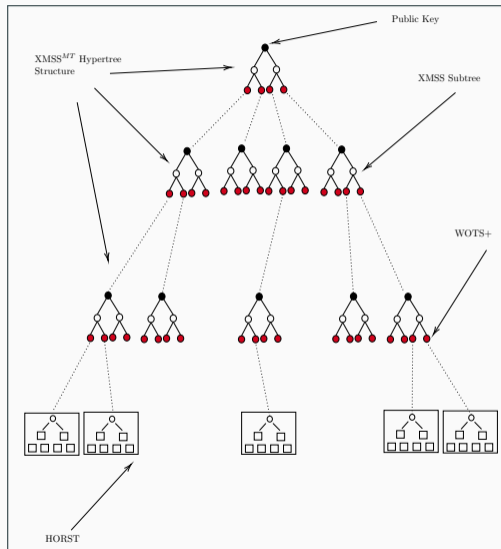 Public Key
XMSS^{MT} Hypertree
Structure
XMSS Subtree
WOTS+
HORST